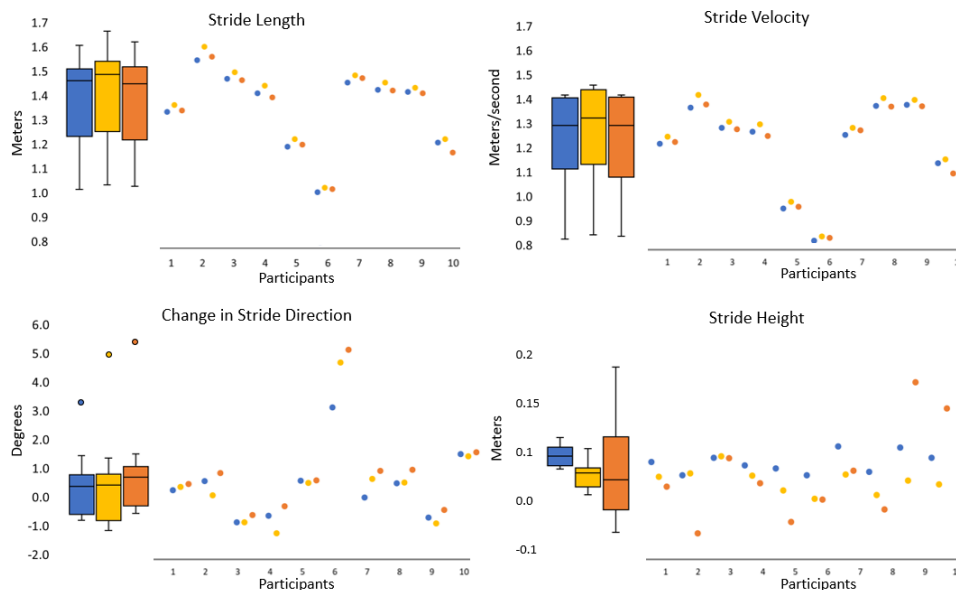 Stride Length
1.7
1.6
1.5
1.4
1.3
1.2
1.1
1.0
0.9
0.8
Meters
1 2 3 4 5 6 7 8 9 10
Participants
Stride Velocity
1.7
1.6
1.5
1.4
1.3
1.2
1.1
1.0
0.9
0.8
Meters/second
1 2 3 4 5 6 7 8 9 1
Participants
Change in Stride Direction
6.0
5.0
4.0
3.0
2.0
1.0
0.0
-1.0
-2.0
Degrees
1 2 3 4 5 6 7 8 9 10
Participants
Stride Height
0.2
0.15
0.1
0.0
-0.1
Meters
1 2 3 4 5 6 7 8 9 1
Participants